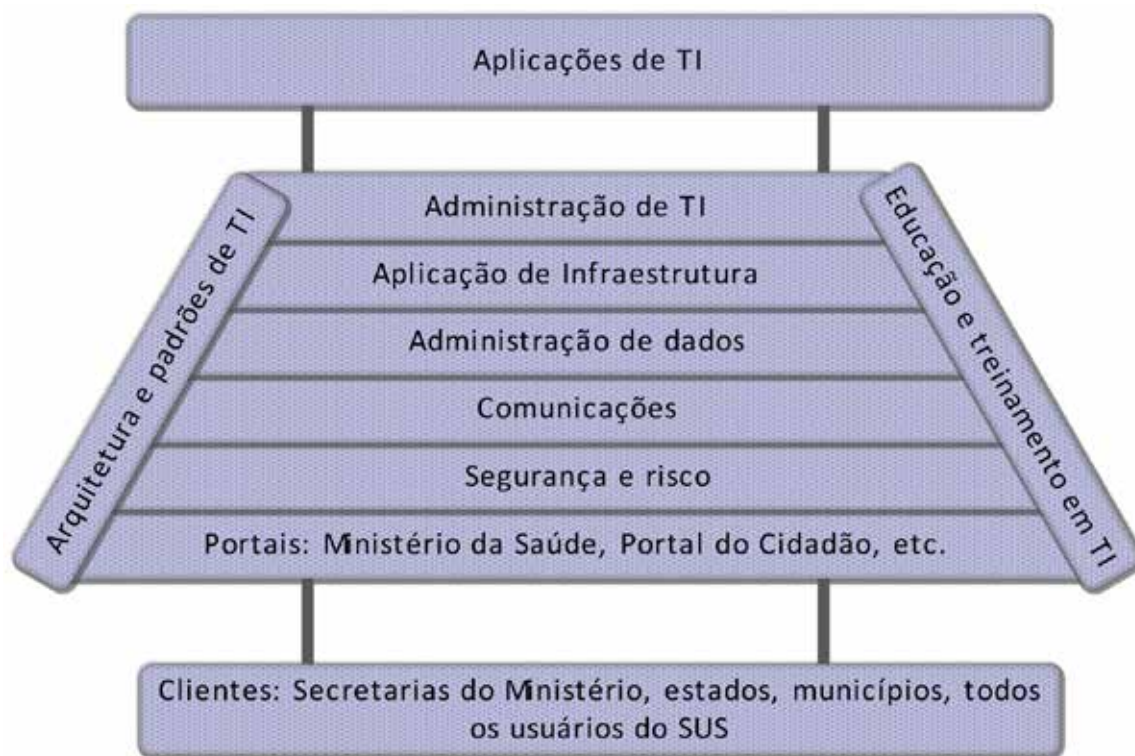 Aplicações de TI
Arquitetura e padrões de TI
Administração de TI
Aplicação de Infraestrutura
Administração de dados
Comunicações
Segurança e risco
Portais: Ministério da Saúde, Portal do Cidadão, etc.
Educação e treinamento em TI
Clientes: Secretarias do Ministério, estados, municípios, todos
os usuários do SUS